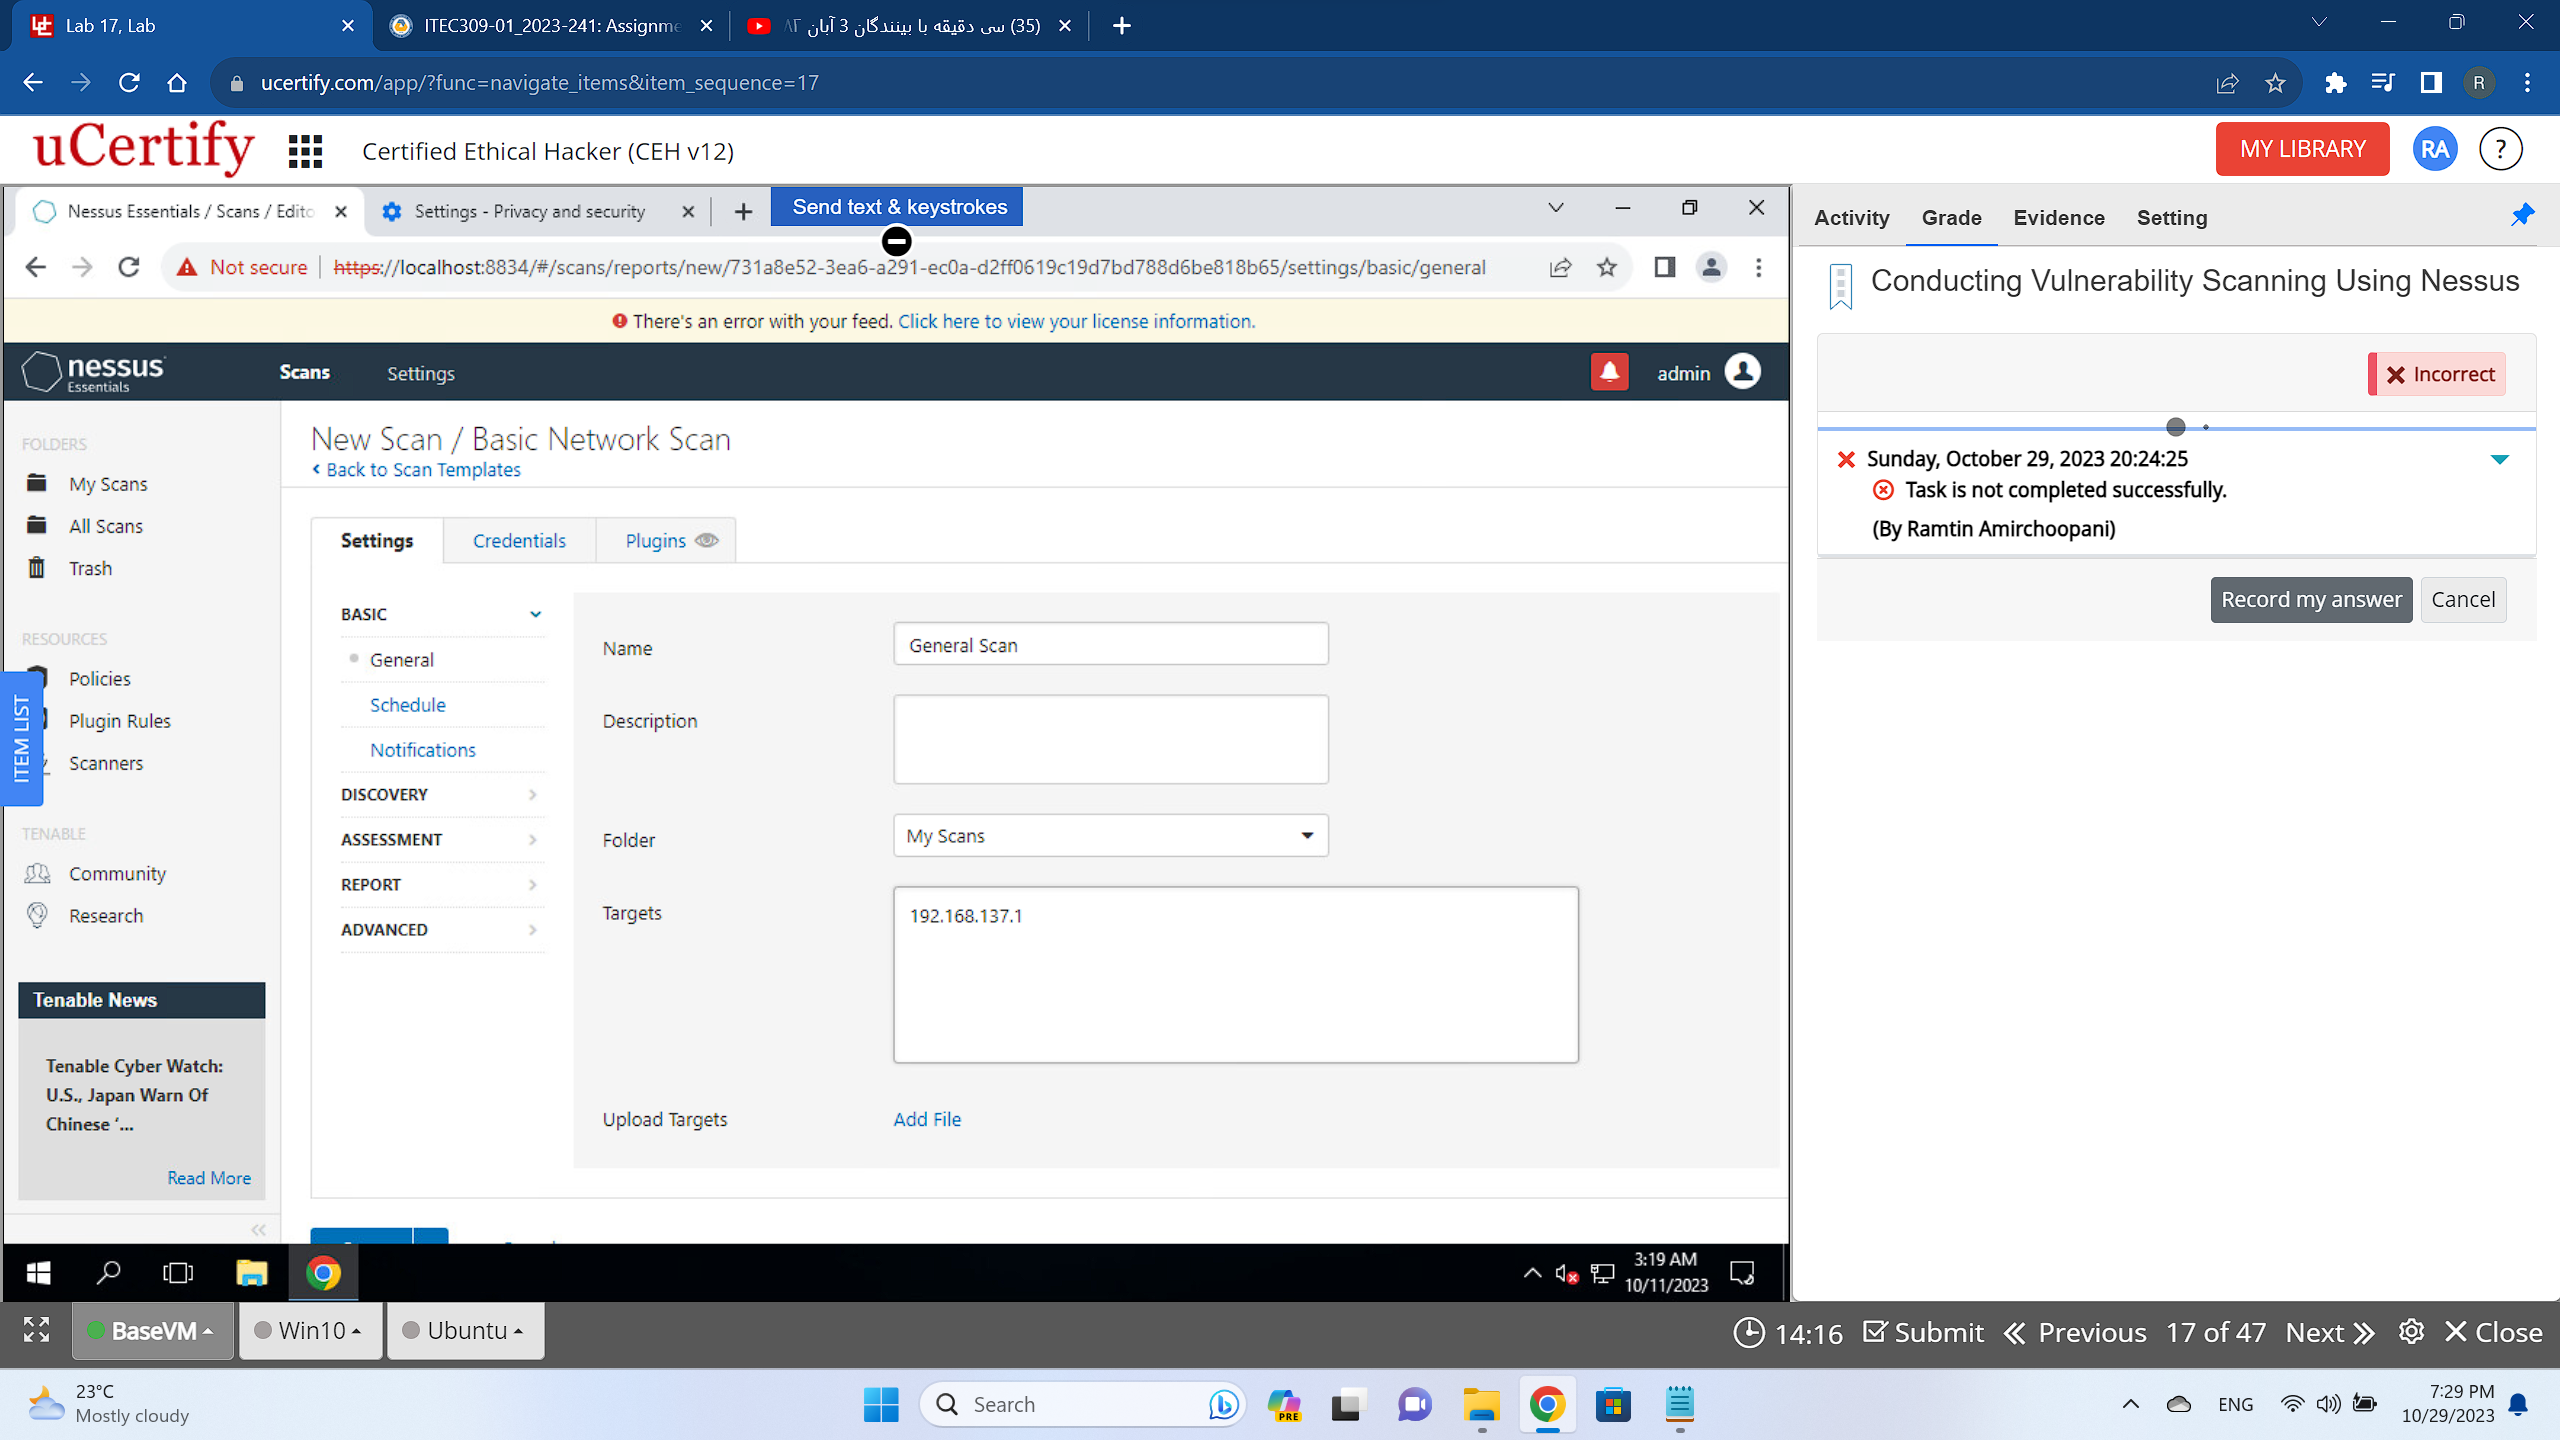 Lab 17, Lab
ITEC309-01_2023-241: Assignme
(35) سی دقیقه با بینندگان 3 آبان ۸۲
ucertify.com/app/?func=navigate_items&item_sequence=17
R
uCertify
Certified Ethical Hacker (CEH v12)
MY LIBRARY
RA
?
Nessus Essentials / Scans / Edito
Settings - Privacy and security
Send text & keystrokes
Not secure
https://localhost:8834/#/scans/reports/new/731a8e52-3ea6-a291-ec0a-d2ff0619c19d7bd788d6be818b65/settings/basic/general
There's an error with your feed. Click here to view your license information.
nessus
Essentials
Scans
Settings
admin
FOLDERS
My Scans
All Scans
Trash
RESOURCES
Policies
Plugin Rules
Scanners
TENABLE
Community
Research
ITEM LIST
Tenable News
Tenable Cyber Watch:
U.S., Japan Warn Of
Chinese ‘...
Read More
New Scan / Basic Network Scan
Back to Scan Templates
Settings
Credentials
Plugins
BASIC
General
Schedule
Notifications
DISCOVERY
ASSESSMENT
REPORT
ADVANCED
Name
General Scan
Description
Folder
My Scans
Targets
192.168.137.1
Upload Targets
Add File
3:19 AM
10/11/2023
Activity
Grade
Evidence
Setting
Conducting Vulnerability Scanning Using Nessus
Incorrect
Sunday, October 29, 2023 20:24:25
Task is not completed successfully.
(By Ramtin Amirchoopani)
Record my answer
Cancel
BaseVM
Win10
Ubuntu
14:16
Submit
Previous
17 of 47
Next
Close
23°C
Mostly cloudy
Search
PRE
ENG
7:29 PM
10/29/2023